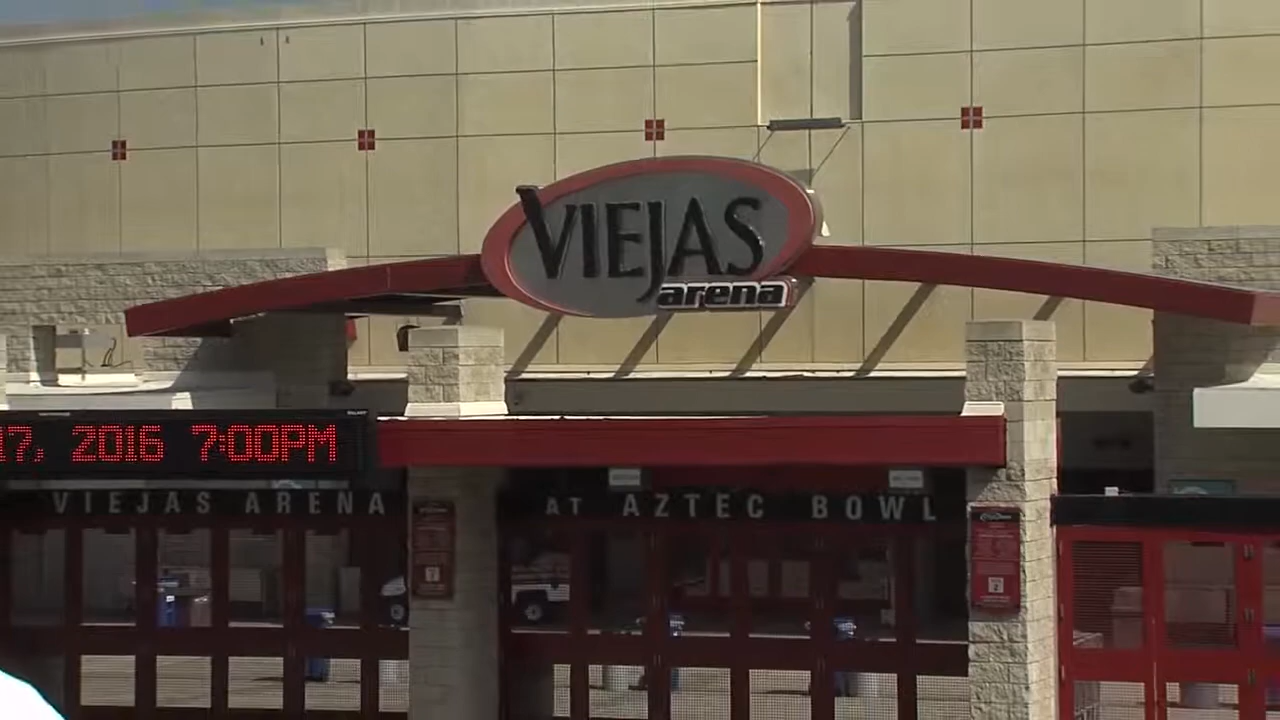 VIEJAS
arena
17, 2016 7:00PM
VIEJAS ARENA
AT AZTEC BOWL